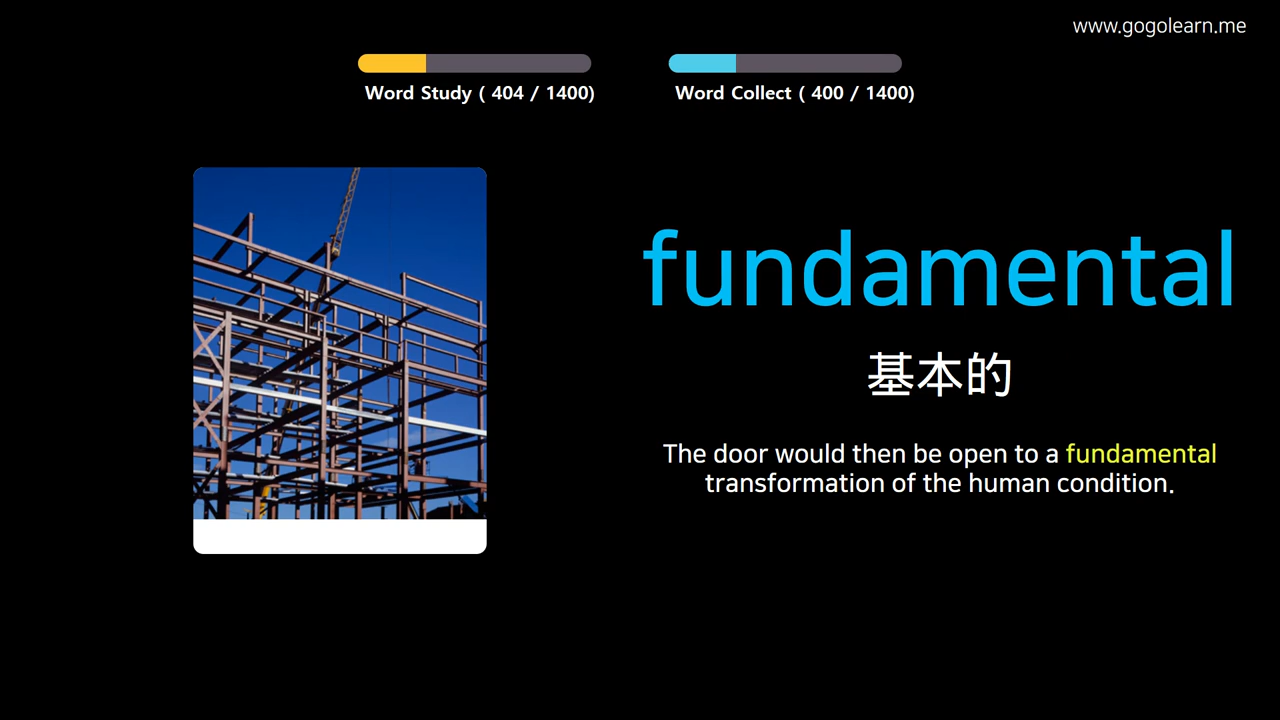 www.gogolearn.me
Word Study ( 404 / 1400)
Word Collect ( 400 / 1400)
fundamental
基本的
The door would then be open to a fundamental
transformation of the human condition.